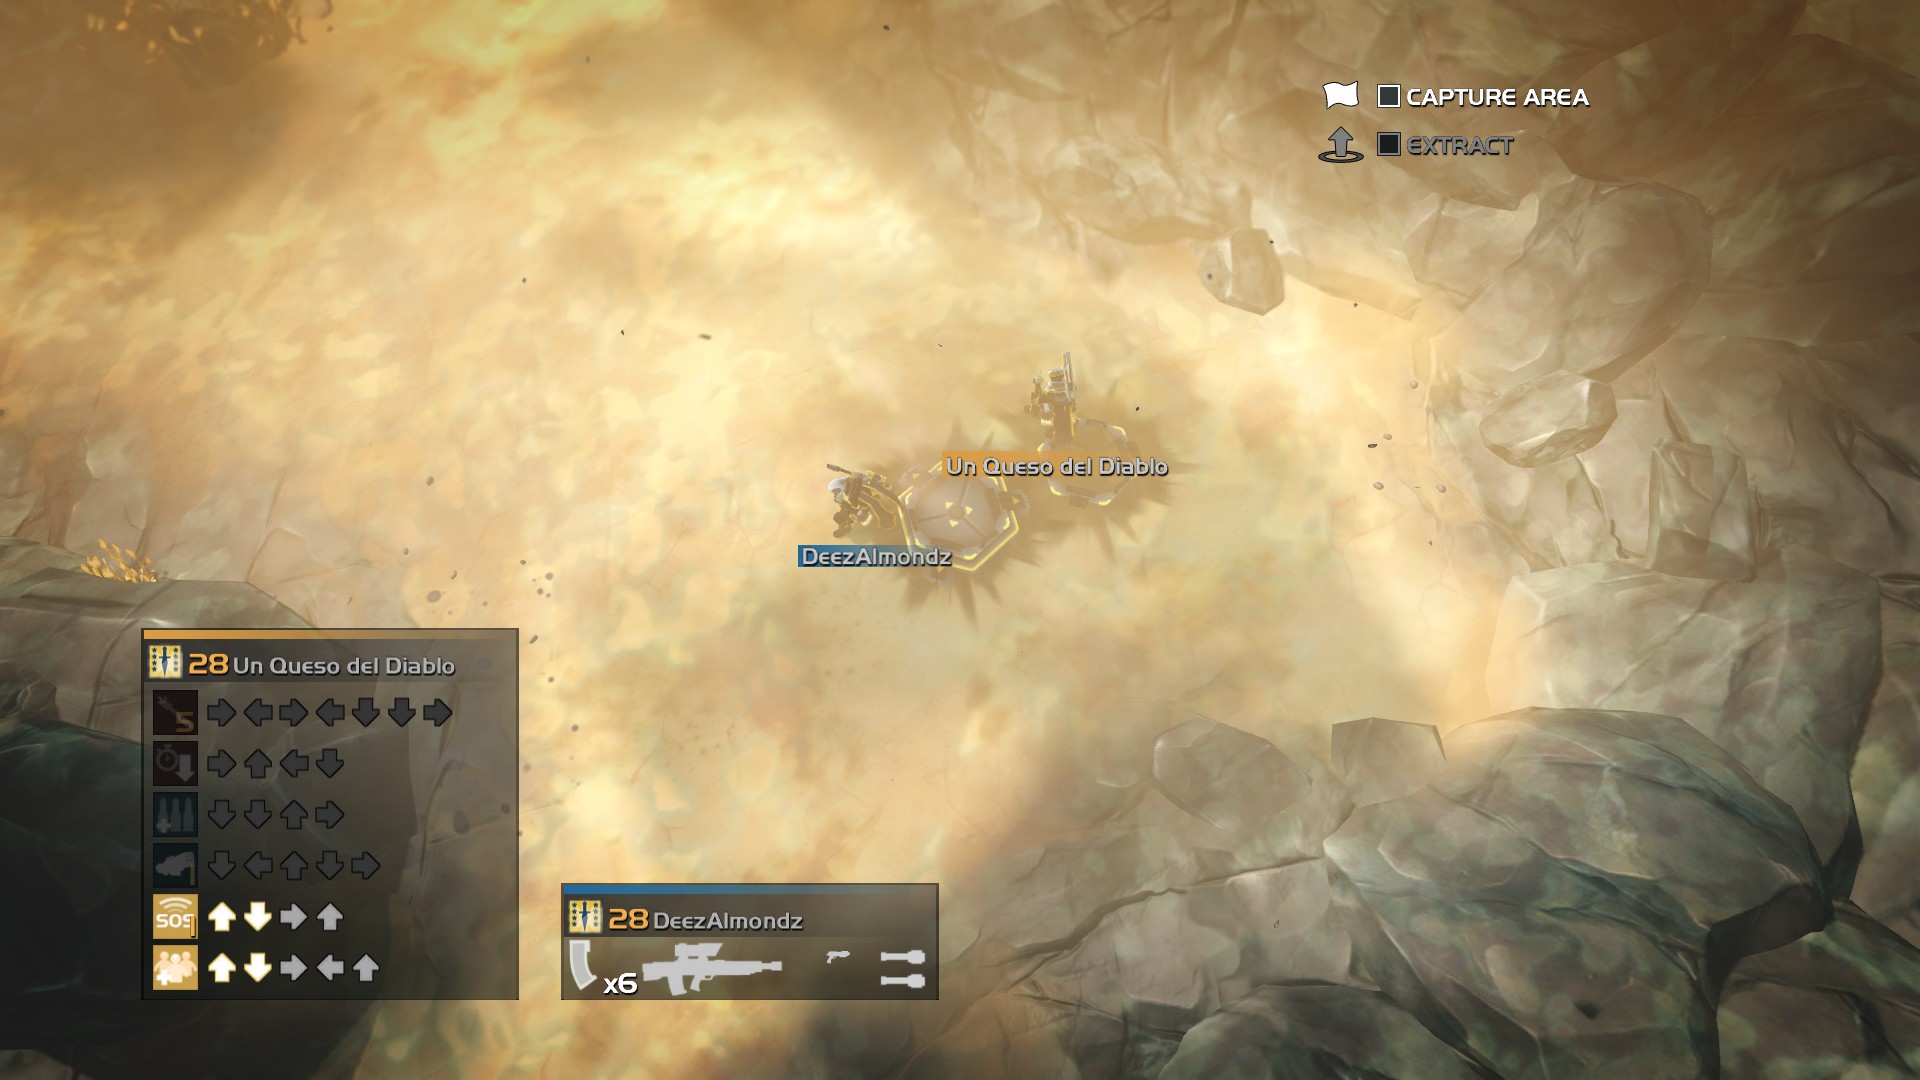 CAPTURE AREA
EXTRACT
Un Queso del Diablo
DeezAlmondz
28 Un Queso del Diablo
5
SOS
28 DeezAlmondz
x6